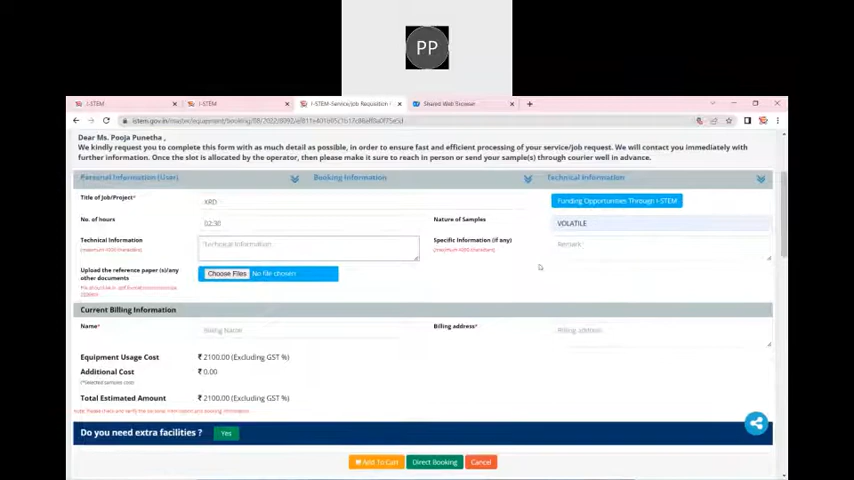 PP
I-STEM
I-STEM
I-STEM-Service/Job Requisition
Shared Web Browser
Dear Ms. Pooja Punetha ,
We kindly request you to complete this form with as much detail as possible, in order to ensure fast and efficient processing of your service/job request. We will contact you immediately with
further information. Once the slot is allocated by the operator, then please make it sure to reach in person or send your sample(s) through courier well in advance.
Personal Information (User)
Booking Information
Technical Information
Title of Job/Project*
XRD
Funding Opportunities Through I-STEM
No. of hours
02:30
Nature of Samples
VOLATILE
Technical Information
Technical Information
Specific Information (if any)
Remark
Upload the reference paper (s)/any
other documents
Choose Files No file chosen
Current Billing Information
Name*
Billing Name
Billing address*
Billing address
Equipment Usage Cost
₹ 2100.00 (Excluding GST %)
Additional Cost
₹ 0.00
(*Selected samples cost)
Total Estimated Amount
₹ 2100.00 (Excluding GST %)
Do you need extra facilities ?
Yes
Add To Cart
Direct Booking
Cancel